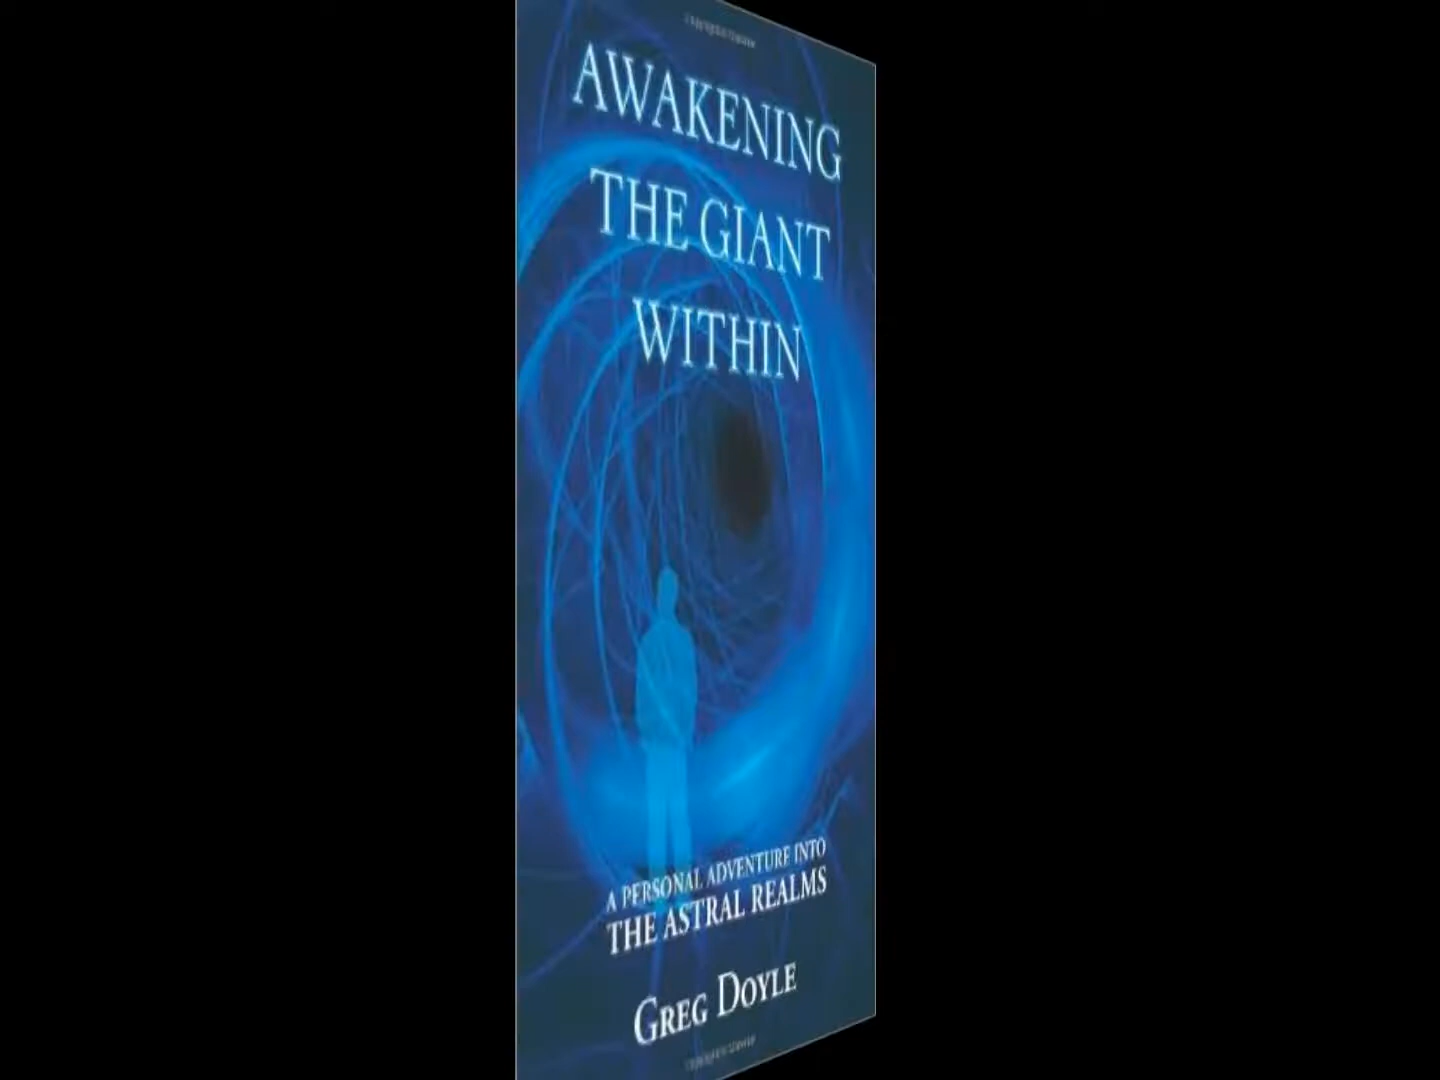 AWAKENING
THE GIANT
WITHIN
A PERSONAL ADVENTURE INTO
THE ASTRAL REALMS
GREG DOYLE